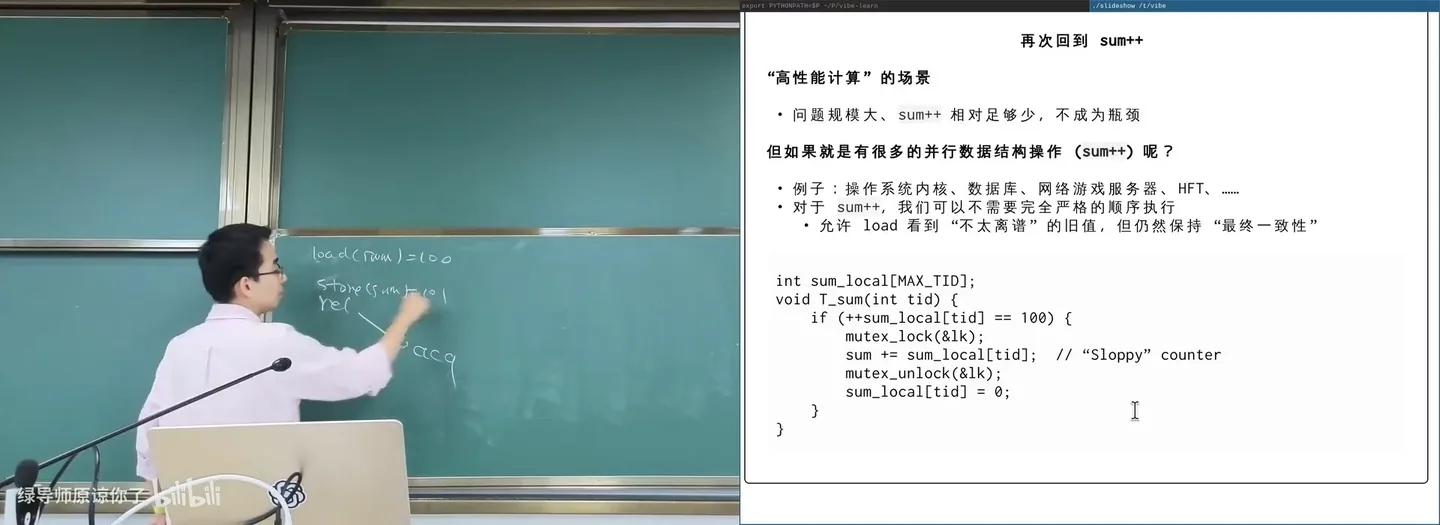 load(sum)=100
store(sum)=101
rel
acq
绿导师原谅你了 bilibili
export PYTHONPATH=$P ~/P/vibe-learn
./slideshow /t/vibe
再次回到 sum++
“高性能计算”的场景
• 问题规模大、sum++ 相对足够少，不成为瓶颈
但如果就是有很多的并行数据结构操作 (sum++) 呢？
• 例子：操作系统内核、数据库、网络游戏服务器、HFT、……
• 对于 sum++，我们可以不需要完全严格的顺序执行
• 允许 load 看到 “不太离谱” 的旧值，但仍然保持 “最终一致性”
int sum_local[MAX_TID];
void T_sum(int tid) {
    if (++sum_local[tid] == 100) {
        mutex_lock(&lk);
        sum += sum_local[tid];  // “Sloppy” counter
        mutex_unlock(&lk);
        sum_local[tid] = 0;
    }
}